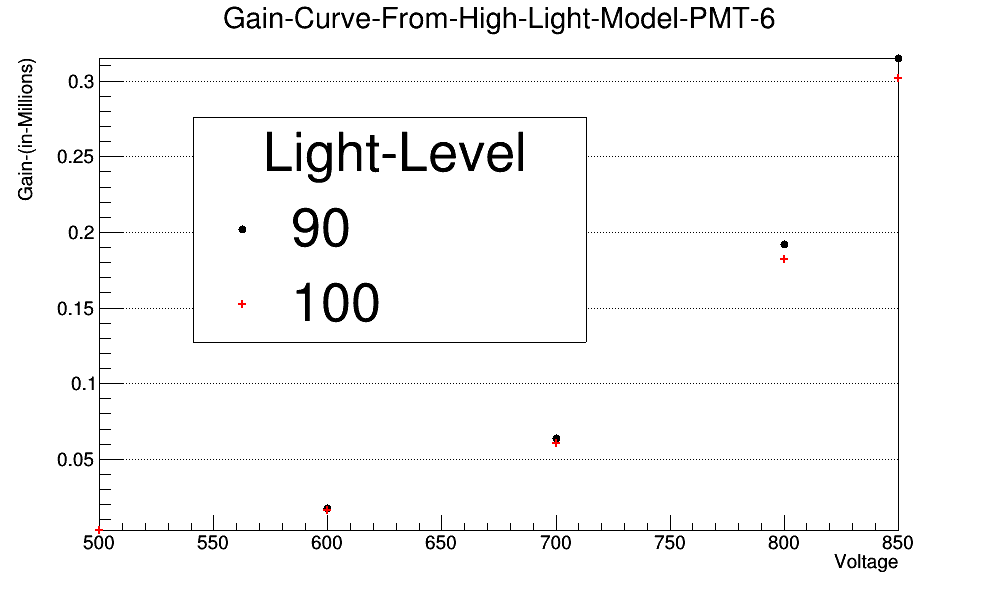 Gain-Curve-From-High-Light-Model-PMT-6
Gain-(in-Millions)
0.3
0.25
0.2
0.15
0.1
0.05
Light-Level
90
100
500 550 600 650 700 750 800 850
Voltage